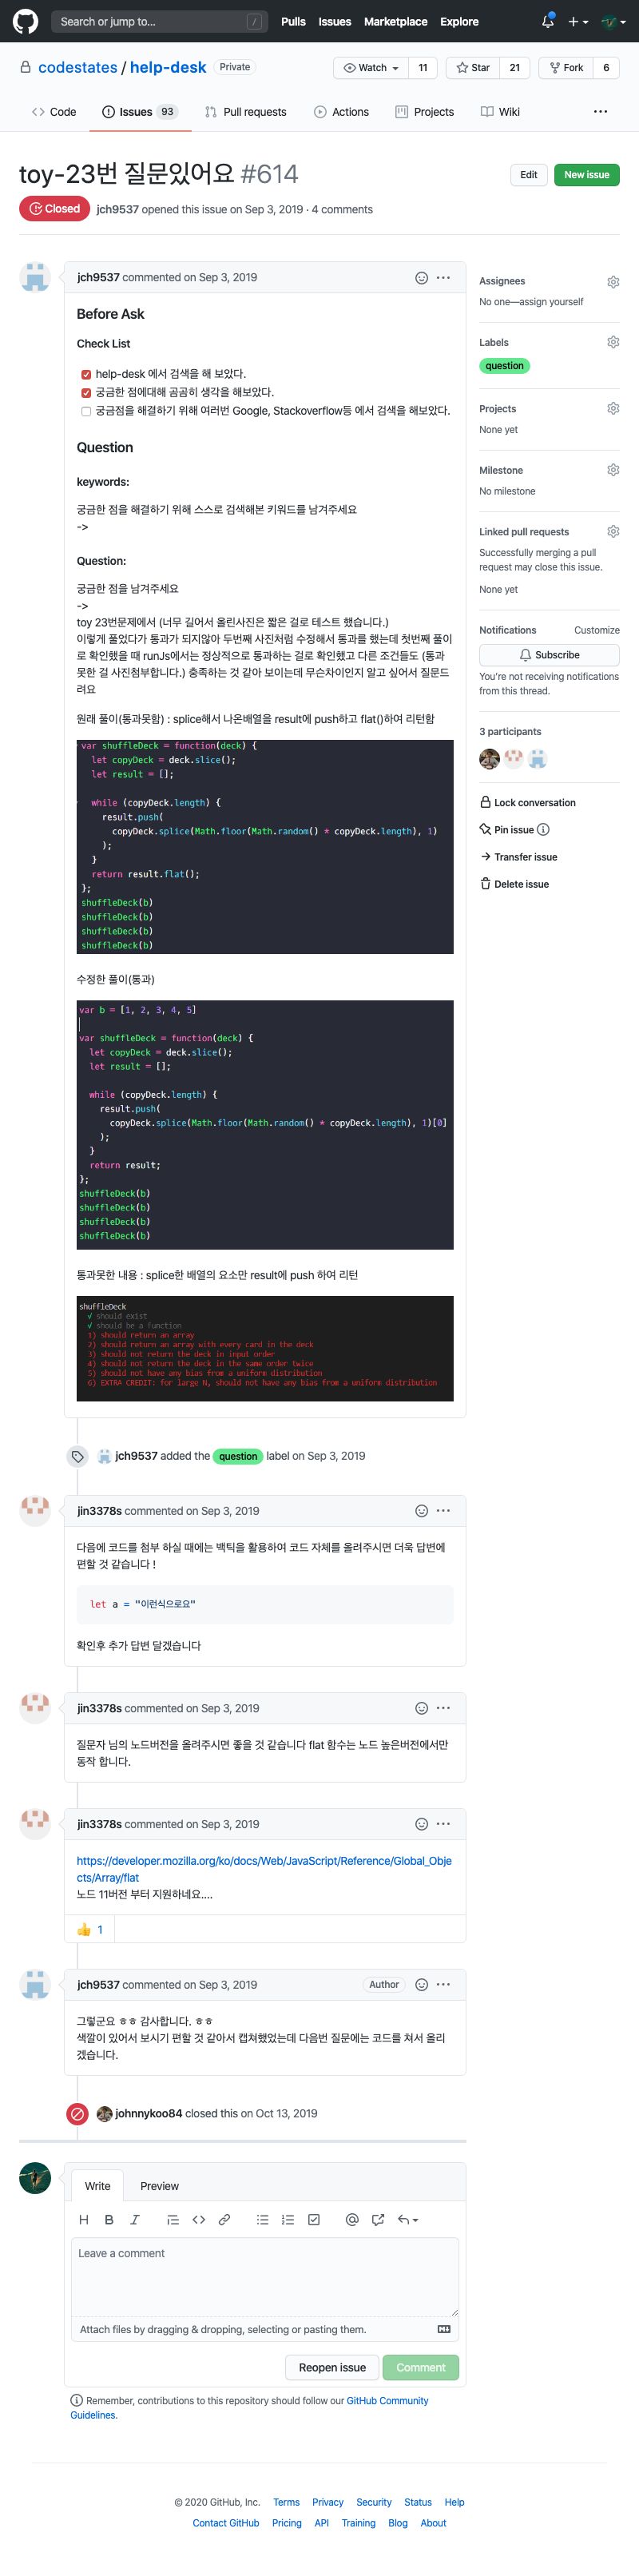 Search or jump to...
/
Pulls
Issues
Marketplace
Explore
codestates / help-desk
Private
Watch
11
Star
21
Fork
6
Code
Issues
93
Pull requests
Actions
Projects
Wiki
toy-23번 질문있어요 #614
Edit
New issue
Closed
jch9537 opened this issue on Sep 3, 2019 · 4 comments
jch9537 commented on Sep 3, 2019
Before Ask
Check List
help-desk 에서 검색을 해 보았다.
궁금한 점에대해 곰곰히 생각을 해보았다.
궁금점을 해결하기 위해 여러번 Google, Stackoverflow등 에서 검색을 해보았다.
Question
keywords:
궁금한 점을 해결하기 위해 스스로 검색해본 키워드를 남겨주세요
->
Question:
궁금한 점을 남겨주세요
->
toy 23번문제에서 (너무 길어서 올린사진은 짧은 걸로 테스트 했습니다.)
이렇게 풀었다가 통과가 되지않아 두번째 사진처럼 수정해서 통과를 했는데 첫번째 풀이
로 확인했을 때 runJs에서는 정상적으로 통과하는 걸로 확인했고 다른 조건들도 (통과
못한 걸 사진첨부합니다.) 충족하는 것 같아 보이는데 무슨차이인지 알고 싶어서 질문드
려요
원래 풀이(통과못함) : splice해서 나온배열을 result에 push하고 flat()하여 리턴함
var shuffleDeck = function(deck) {
let copyDeck = deck.slice();
let result = [];
while (copyDeck.length) {
result.push(
copyDeck.splice(Math.floor(Math.random() * copyDeck.length), 1)
);
}
return result.flat();
};
shuffleDeck(b)
shuffleDeck(b)
shuffleDeck(b)
shuffleDeck(b)
수정한 풀이(통과)
var b = [1, 2, 3, 4, 5]
var shuffleDeck = function(deck) {
let copyDeck = deck.slice();
let result = [];
while (copyDeck.length) {
result.push(
copyDeck.splice(Math.floor(Math.random() * copyDeck.length), 1)[0]
);
}
return result;
};
shuffleDeck(b)
shuffleDeck(b)
shuffleDeck(b)
shuffleDeck(b)
통과못한 내용 : splice한 배열의 요소만 result에 push 하여 리턴
shuffleDeck
√ should exist
√ should be a function
1) should return an array
2) should return an array with every card in the deck
3) should not return the deck in input order
4) should not return the deck in the same order twice
5) should not have any bias from a uniform distribution
6) EXTRA CREDIT: for large N, should not have any bias from a uniform distribution
Assignees
No one—assign yourself
Labels
question
Projects
None yet
Milestone
No milestone
Linked pull requests
Successfully merging a pull
request may close this issue.
None yet
Notifications
Customize
Subscribe
You're not receiving notifications
from this thread.
3 participants
Lock conversation
Pin issue
Transfer issue
Delete issue
jch9537 added the question label on Sep 3, 2019
jin3378s commented on Sep 3, 2019
다음에 코드를 첨부 하실 때에는 백틱을 활용하여 코드 자체를 올려주시면 더욱 답변에
편할 것 같습니다 !
let a = "이런식으로요"
확인후 추가 답변 달겠습니다
jin3378s commented on Sep 3, 2019
질문자 님의 노드버전을 올려주시면 좋을 것 같습니다 flat 함수는 노드 높은버전에서만
동작 합니다.
jin3378s commented on Sep 3, 2019
https://developer.mozilla.org/ko/docs/Web/JavaScript/Reference/Global_Obje
cts/Array/flat
노드 11버전 부터 지원하네요....
👍 1
jch9537 commented on Sep 3, 2019
Author
그렇군요 ㅎㅎ 감사합니다. ㅎㅎ
색깔이 있어서 보시기 편할 것 같아서 캡쳐했었는데 다음번 질문에는 코드를 쳐서 올리
겠습니다.
johnnykoo84 closed this on Oct 13, 2019
Write
Preview
Leave a comment
Attach files by dragging & dropping, selecting or pasting them.
Reopen issue
Comment
Remember, contributions to this repository should follow our GitHub Community
Guidelines.
© 2020 GitHub, Inc.
Terms
Privacy
Security
Status
Help
Contact GitHub
Pricing
API
Training
Blog
About